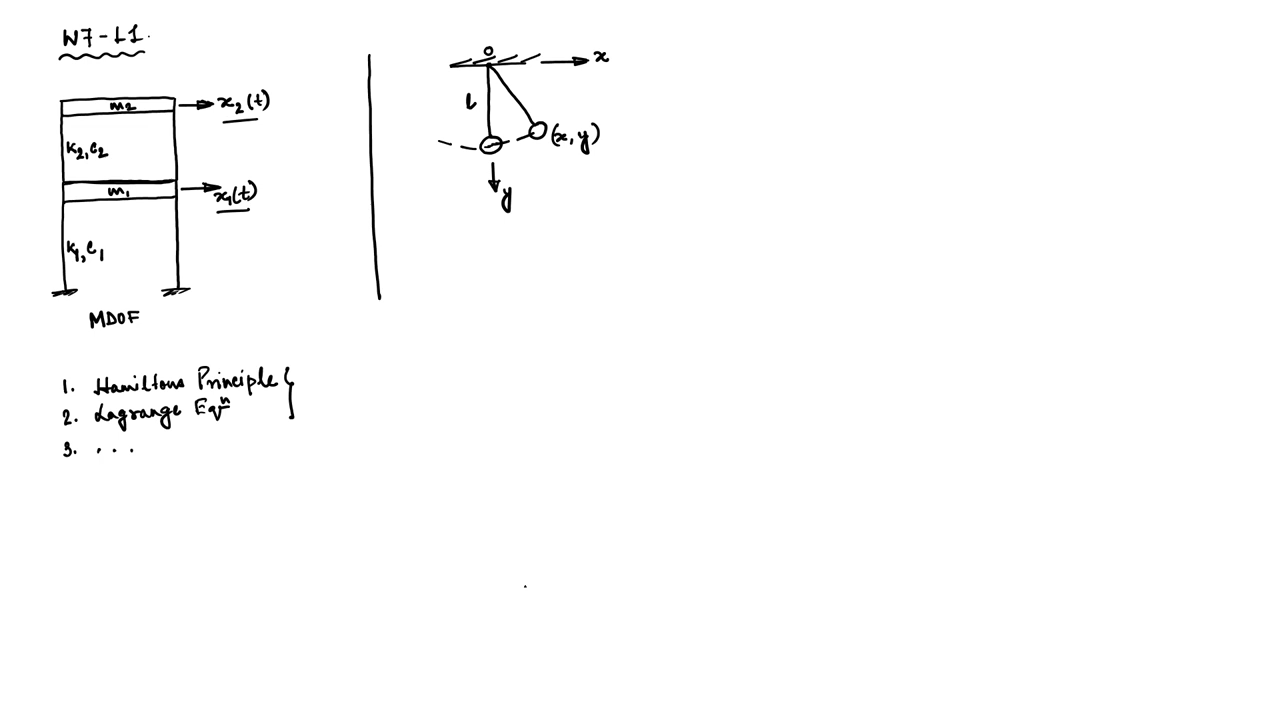 W7-L1.
m2
x2(t)
k2,c2
m1
x1(t)
k1,c1
MDOF
1. Hamiltons Principle
2. Lagrange Eqn
3. ...
o
x
l
(x, y)
y